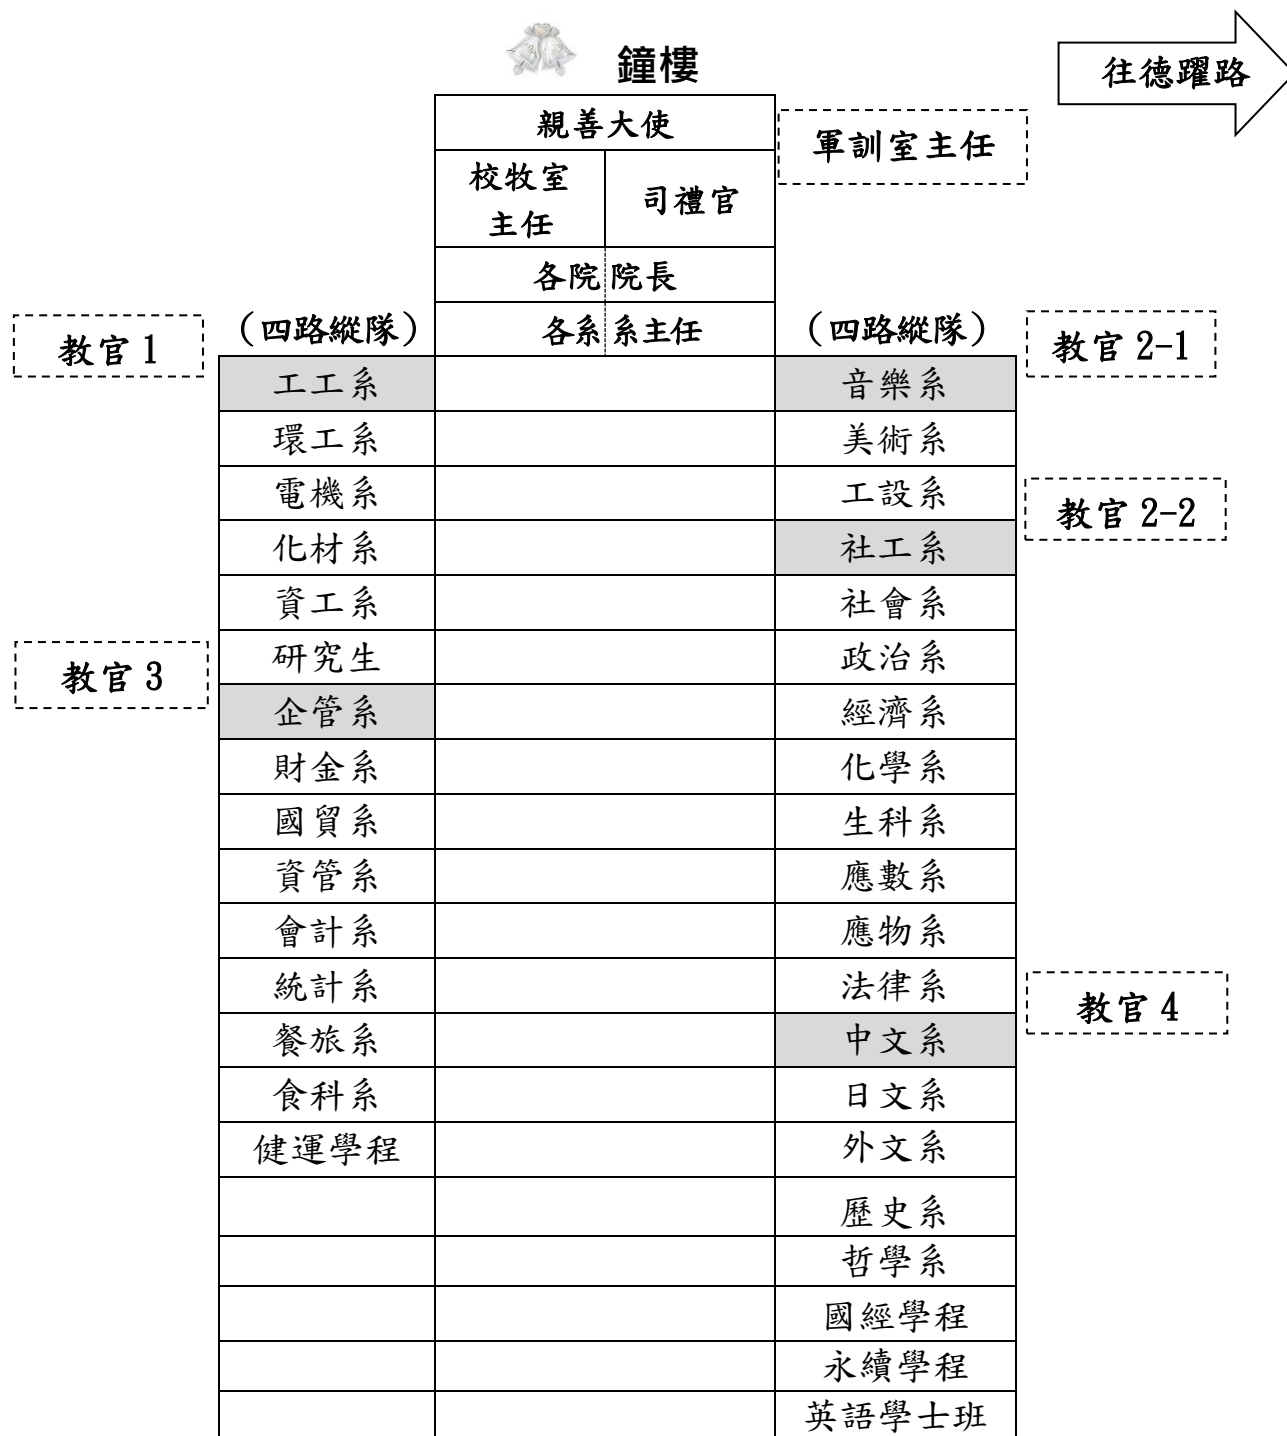 鐘樓
往德躍路
親善大使
軍訓室主任
校牧室
主任
司禮官
各院院長
教官 1
(四路縱隊)
各系系主任
(四路縱隊)
教官 2-1
工工系
音樂系
環工系
美術系
電機系
工設系
教官 2-2
化材系
社工系
資工系
社會系
教官 3
研究生
政治系
企管系
經濟系
財金系
化學系
國貿系
生科系
資管系
應數系
會計系
應物系
統計系
法律系
教官 4
餐旅系
中文系
食科系
日文系
健運學程
外文系
歷史系
哲學系
國經學程
永續學程
英語學士班